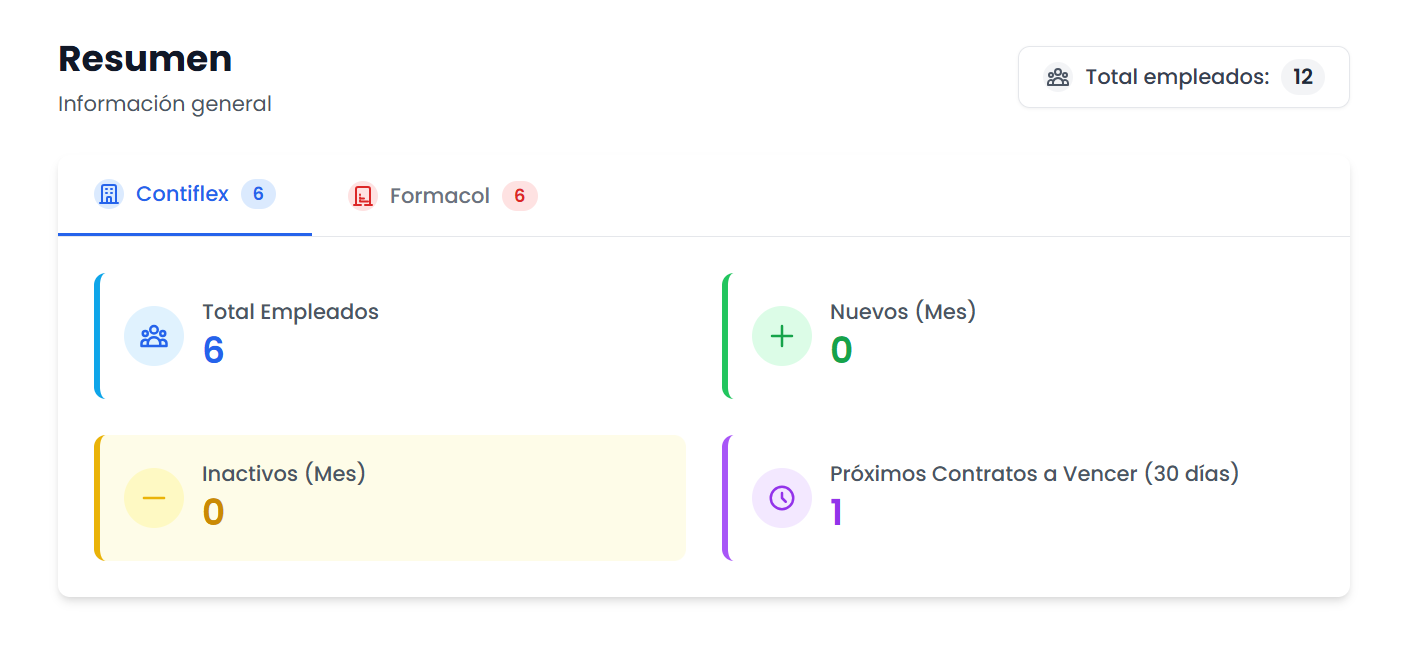 Resumen
Información general
Total empleados: 12
Contiflex 6
Formacol 6
Total Empleados
6
Nuevos (Mes)
0
Inactivos (Mes)
0
Próximos Contratos a Vencer (30 días)
1